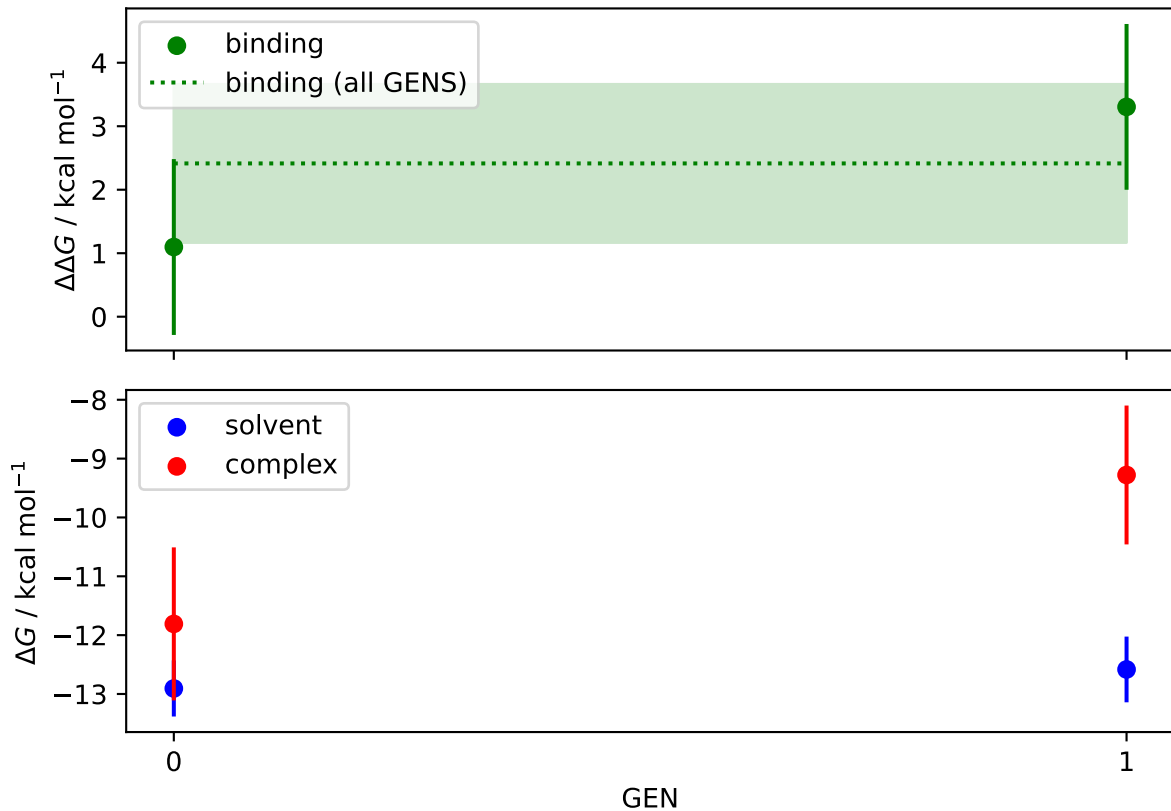 binding
binding (all GENS)
ΔΔG / kcal mol⁻¹
4
3
2
1
0
solvent
complex
ΔG / kcal mol⁻¹
−8
−9
−10
−11
−12
−13
0 1
GEN